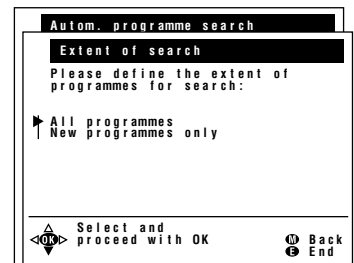 Autom. programme search
Extent of search
Please define the extent of
programmes for search:
All programmes
New programmes only
Select and
OK proceed with OK
M Back
E End